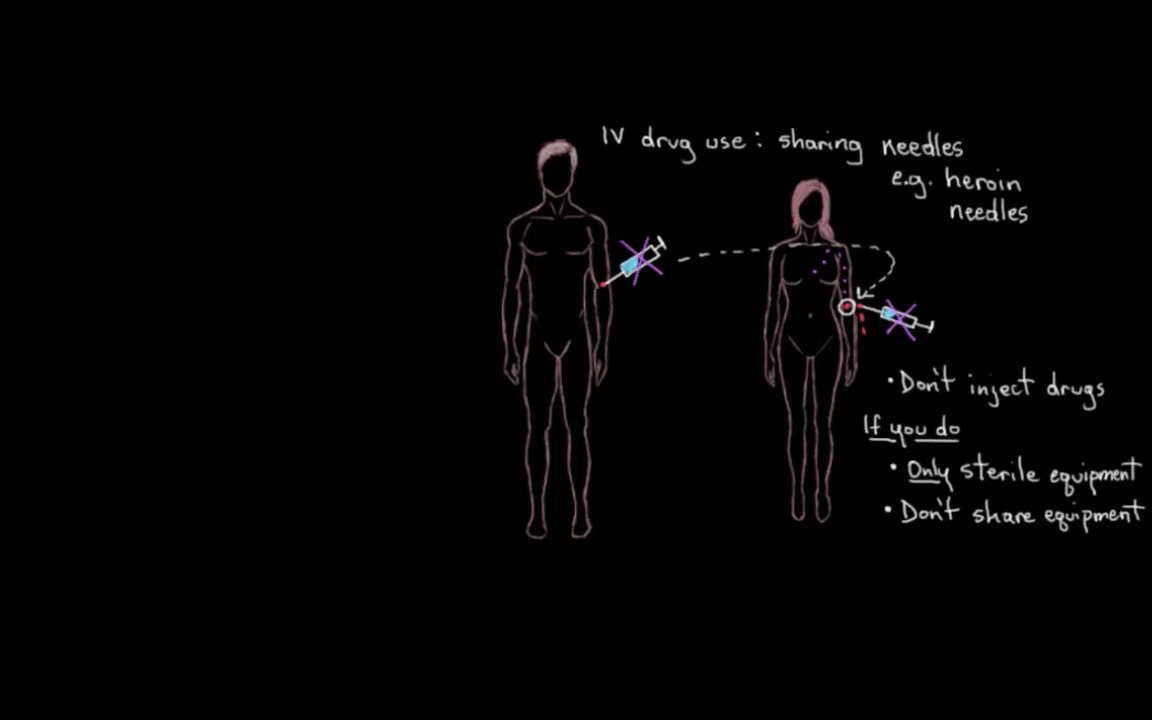 IV drug use: sharing needles
e.g. heroin
needles
• Don't inject drugs
If you do
• Only sterile equipment
• Don't share equipment